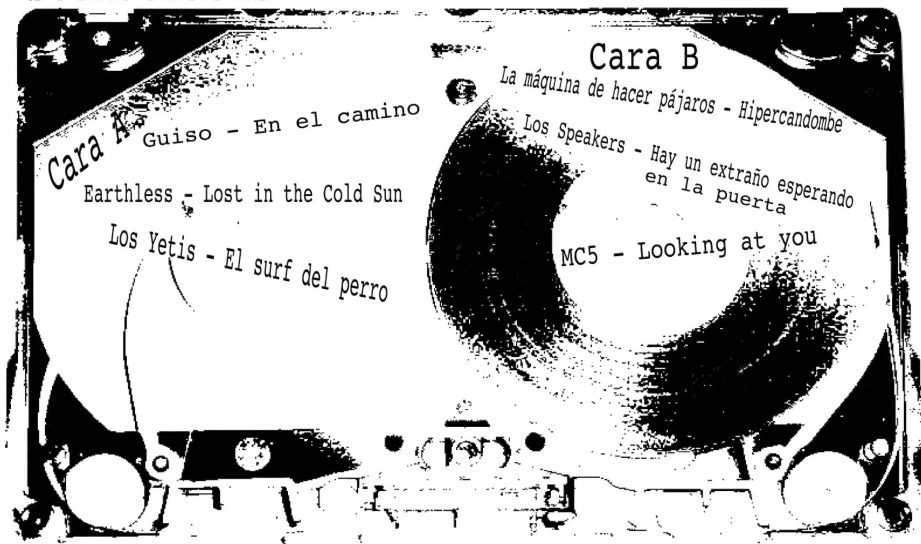 Cara A
Guiso - En el camino
Earthless - Lost in the Cold Sun
Los Yetis - El surf del perro
Cara B
La máquina de hacer pájaros - Hipercandombe
Los Speakers - Hay un extraño esperando
en la puerta
MC5 - Looking at you